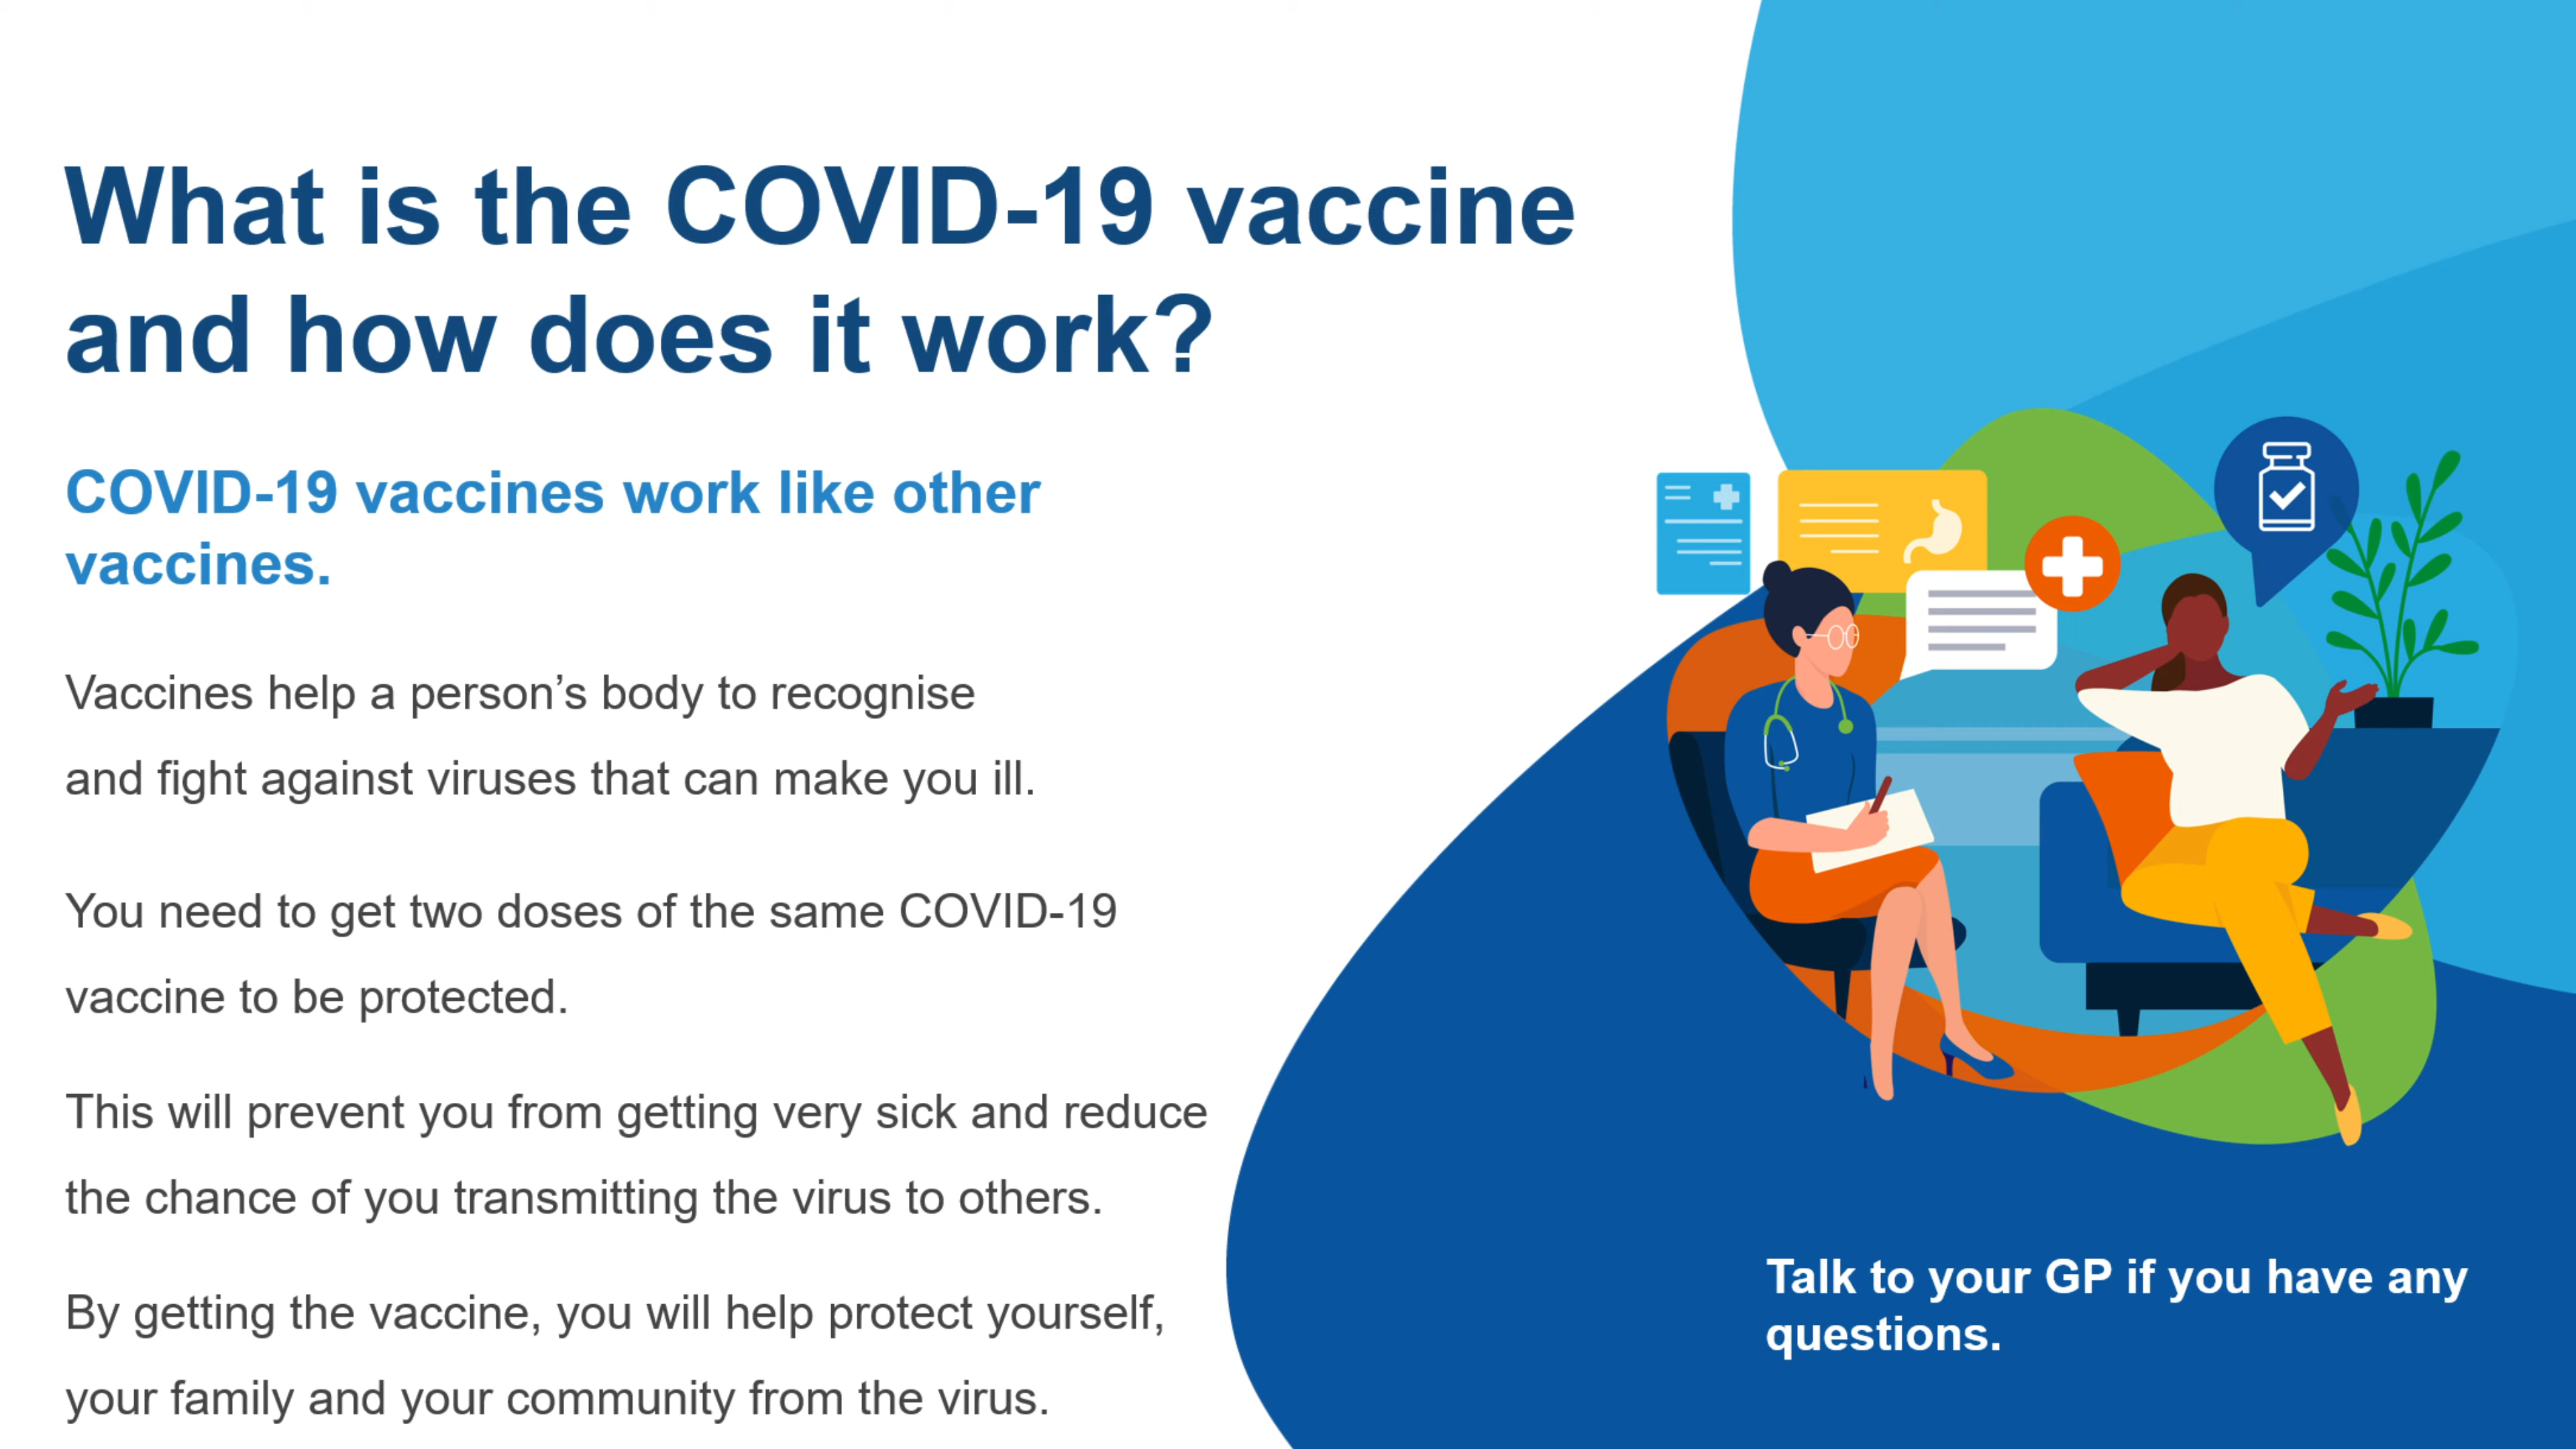 What is the COVID-19 vaccine
and how does it work?
COVID-19 vaccines work like other
vaccines.
Vaccines help a person’s body to recognise
and fight against viruses that can make you ill.
You need to get two doses of the same COVID-19
vaccine to be protected.
This will prevent you from getting very sick and reduce
the chance of you transmitting the virus to others.
By getting the vaccine, you will help protect yourself,
your family and your community from the virus.
Talk to your GP if you have any
questions.